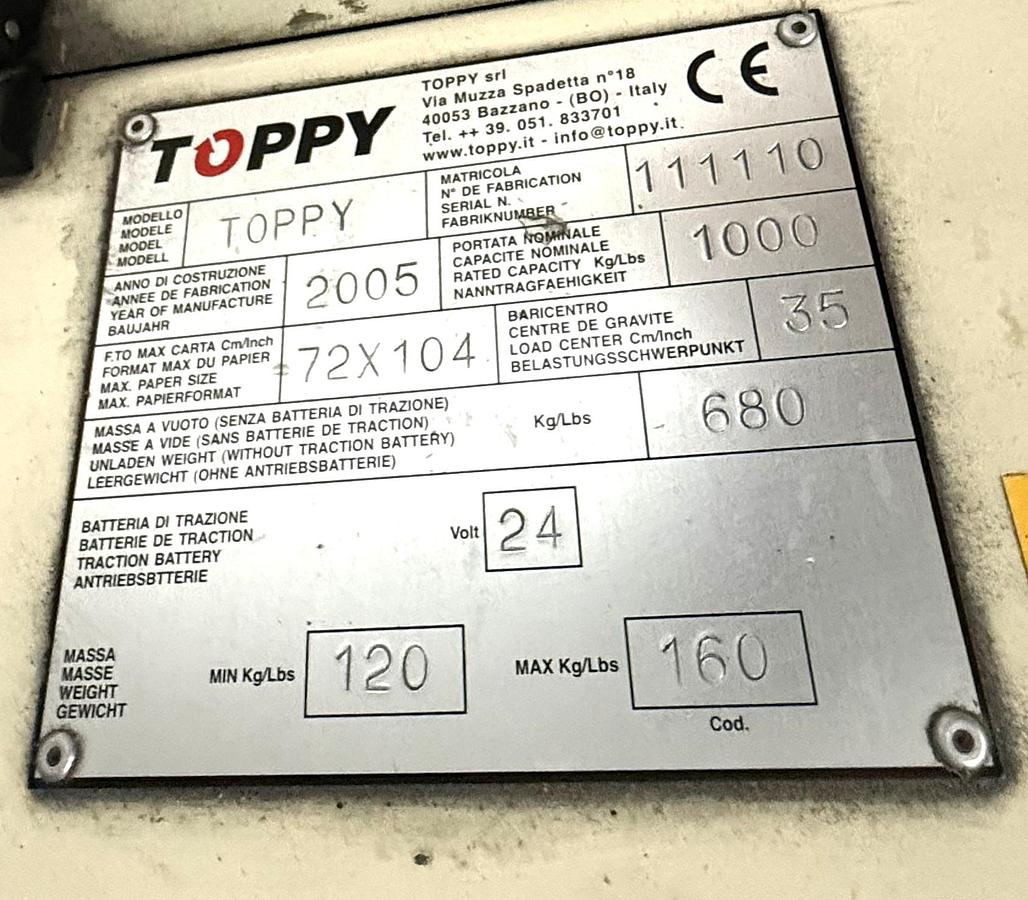 TOPPY
TOPPY srl
Via Muzza Spadetta n°18
40053 Bazzano - (BO) - Italy
Tel. ++ 39. 051. 833701
www.toppy.it - info@toppy.it
CE
MODELLO
MODELE
MODEL
MODELL
TOPPY
MATRICOLA
N° DE FABRICATION
SERIAL N.
FABRIKNUMBER
111110
ANNO DI COSTRUZIONE
ANNEE DE FABRICATION
YEAR OF MANUFACTURE
BAUJAHR
2005
PORTATA NOMINALE
CAPACITE NOMINALE
RATED CAPACITY Kg/Lbs
NANNTRAGFAEHIGKEIT
1000
F.TO MAX CARTA Cm/Inch
FORMAT MAX DU PAPIER
MAX. PAPER SIZE
MAX. PAPIERFORMAT
72X104
BARICENTRO
CENTRE DE GRAVITE
LOAD CENTER Cm/Inch
BELASTUNGSSCHWERPUNKT
35
MASSA A VUOTO (SENZA BATTERIA DI TRAZIONE)
MASSE A VIDE (SANS BATTERIE DE TRACTION)
UNLADEN WEIGHT (WITHOUT TRACTION BATTERY)
LEERGEWICHT (OHNE ANTRIEBSBATTERIE)
Kg/Lbs
680
BATTERIA DI TRAZIONE
BATTERIE DE TRACTION
TRACTION BATTERY
ANTRIEBSBTTERIE
Volt
24
MASSA
MASSE
WEIGHT
GEWICHT
MIN Kg/Lbs
120
MAX Kg/Lbs
160
Cod.